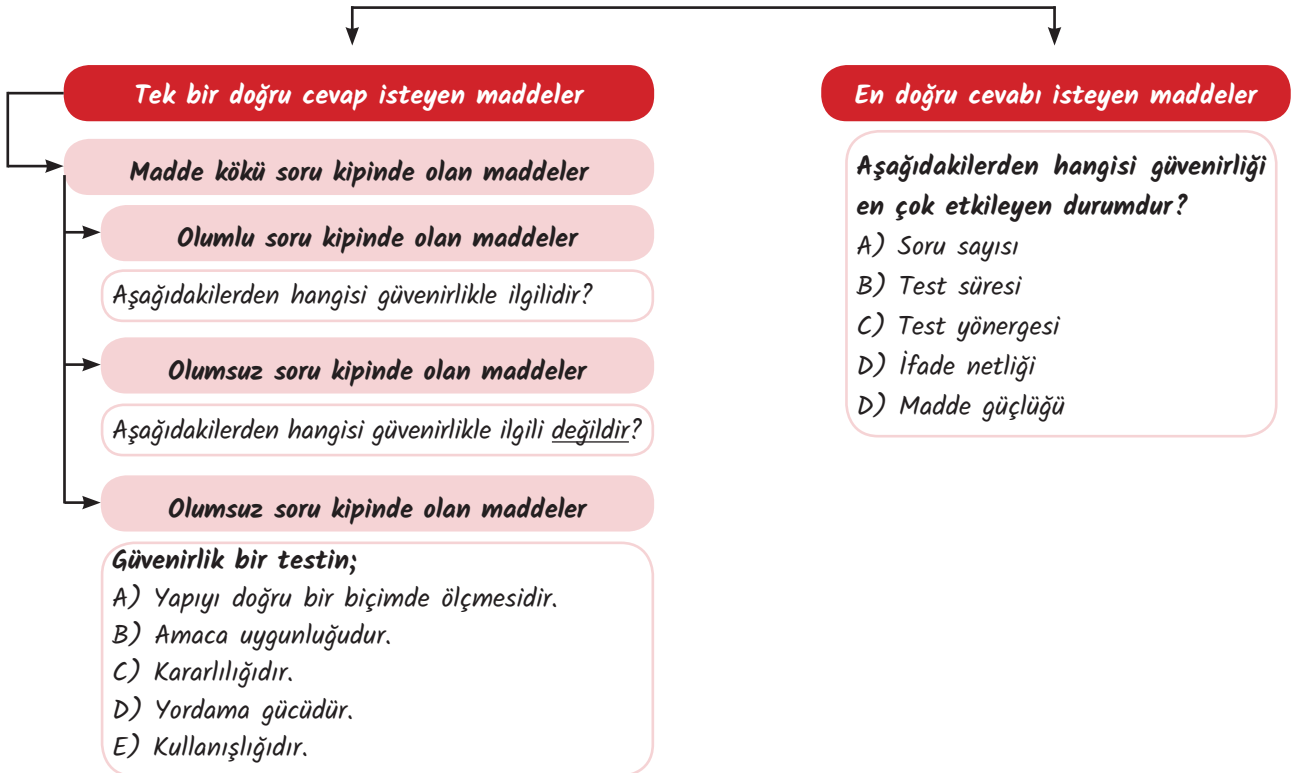 Tek bir doğru cevap isteyen maddeler
Madde kökü soru kipinde olan maddeler
Olumlu soru kipinde olan maddeler
Aşağıdakilerden hangisi güvenirlikle ilgilidir?
Olumsuz soru kipinde olan maddeler
Aşağıdakilerden hangisi güvenirlikle ilgili değildir?
Olumsuz soru kipinde olan maddeler
Güvenirlik bir testin;
A) Yapıyı doğru bir biçimde ölçmesidir.
B) Amaca uygunluğudur.
C) Kararlılığıdır.
D) Yordama gücüdür.
E) Kullanışlığıdır.
En doğru cevabı isteyen maddeler
Aşağıdakilerden hangisi güvenirliği
en çok etkileyen durumdur?
A) Soru sayısı
B) Test süresi
C) Test yönergesi
D) İfade netliği
D) Madde güçlüğü